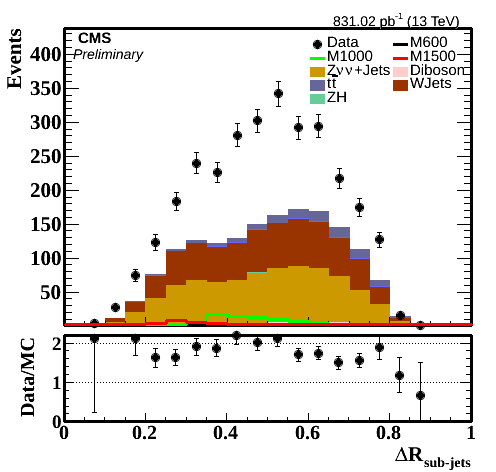 831.02 pb⁻¹ (13 TeV)
CMS
Preliminary
Data
M600
M1000
M1500
Zνν+Jets
Diboson
tt̄
WJets
ZH
Events
400
350
300
250
200
150
100
50
Data/MC
2
1
0
0 0.2 0.4 0.6 0.8 1
ΔR sub-jets